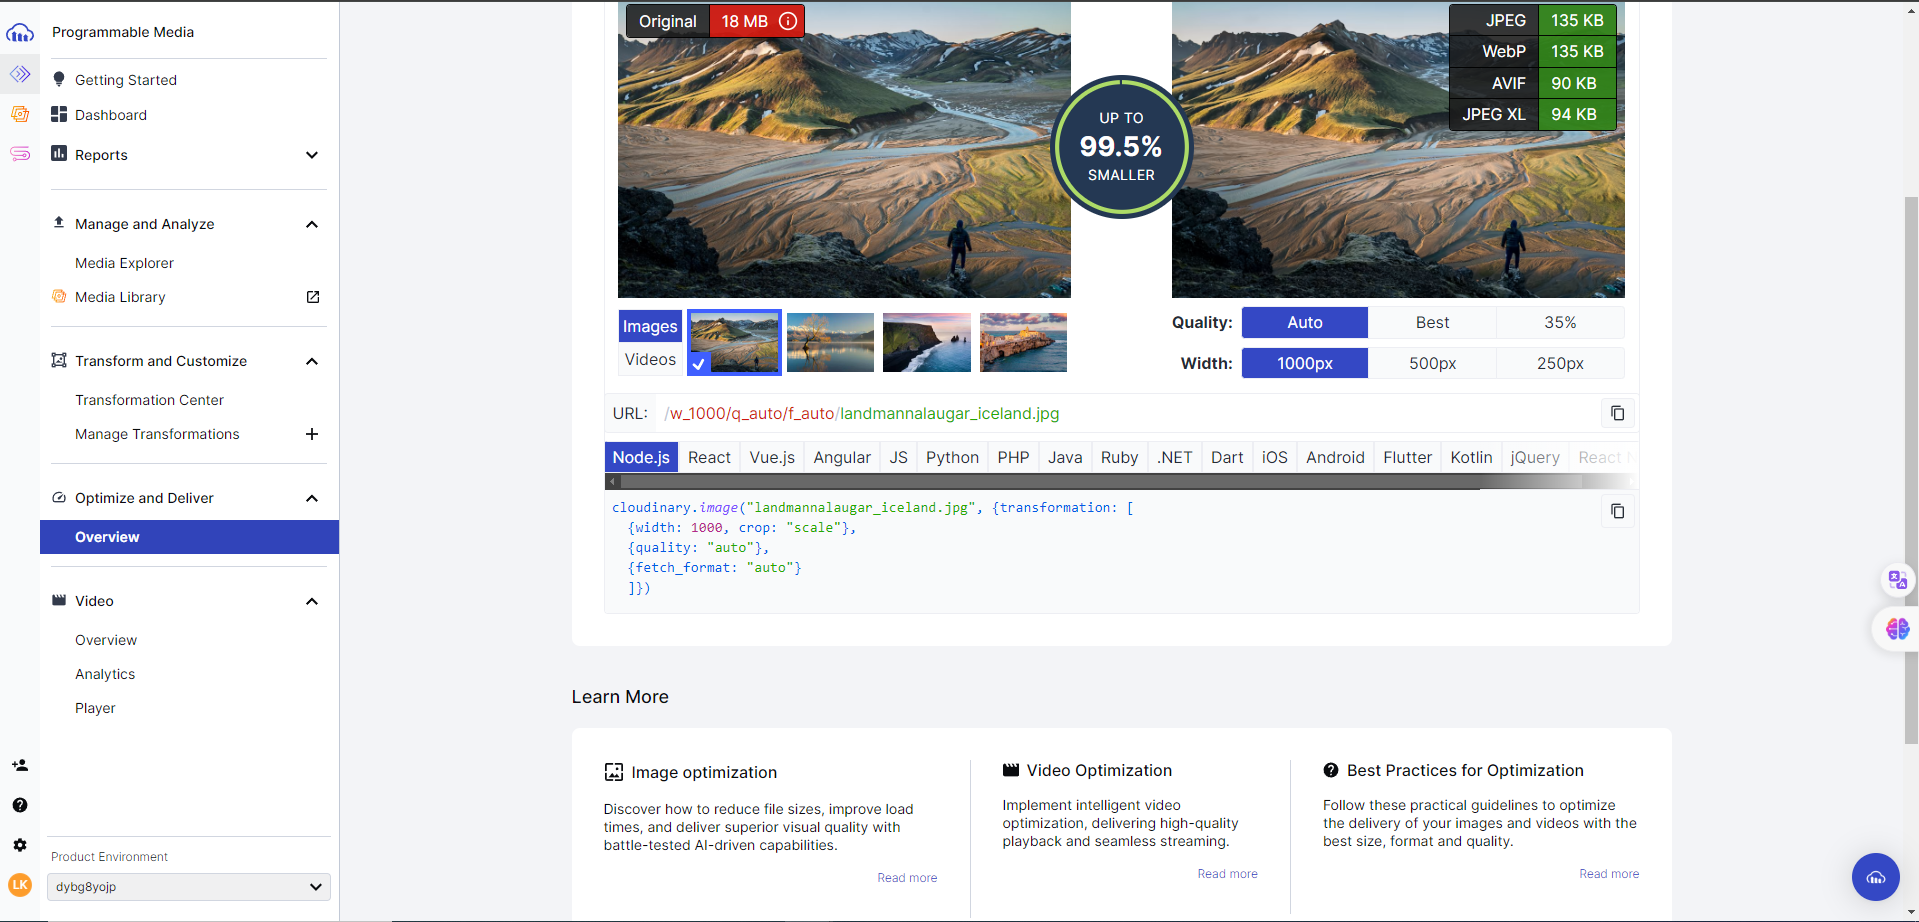 Programmable Media
Getting Started
Dashboard
Reports
Manage and Analyze
Media Explorer
Media Library
Transform and Customize
Transformation Center
Manage Transformations
Optimize and Deliver
Overview
Video
Overview
Analytics
Player
LK
Product Environment
dybg8yojp
Original 18 MB
UP TO
99.5%
SMALLER
JPEG 135 KB
WebP 135 KB
AVIF 90 KB
JPEG XL 94 KB
Images
Videos
Quality: Auto Best 35%
Width: 1000px 500px 250px
URL: /w_1000/q_auto/f_auto/landmannalaugar_iceland.jpg
Node.js React Vue.js Angular JS Python PHP Java Ruby .NET Dart iOS Android Flutter Kotlin jQuery React
cloudinary.image("landmannalaugar_iceland.jpg", {transformation: [
{width: 1000, crop: "scale"},
{quality: "auto"},
{fetch_format: "auto"}
]})
Learn More
Image optimization
Discover how to reduce file sizes, improve load
times, and deliver superior visual quality with
battle-tested AI-driven capabilities.
Read more
Video Optimization
Implement intelligent video
optimization, delivering high-quality
playback and seamless streaming.
Read more
Best Practices for Optimization
Follow these practical guidelines to optimize
the delivery of your images and videos with the
best size, format and quality.
Read more